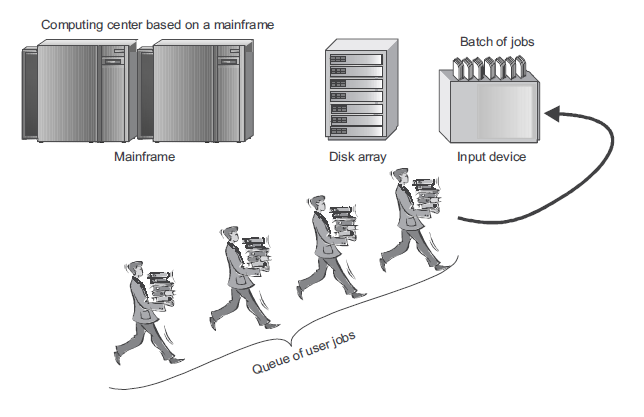 Computing center based on a mainframe
Batch of jobs
Mainframe
Disk array
Input device
Queue of user jobs